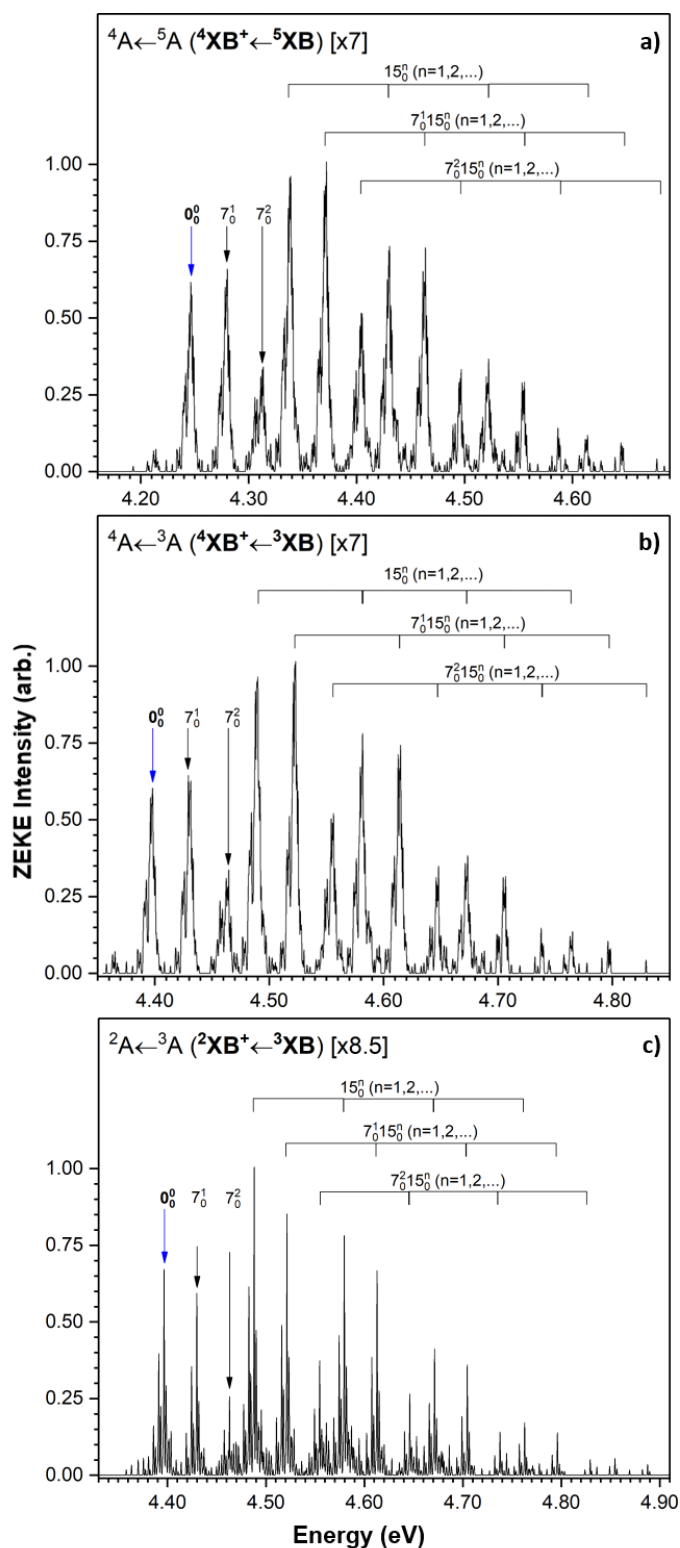 ⁴A←⁵A (⁴XB⁺←⁵XB) [x7] a)
15₀ⁿ (n=1,2,...)
7₀¹15₀ⁿ (n=1,2,...)
7₀²15₀ⁿ (n=1,2,...)
0₀⁰ 7₀¹ 7₀²
1.00
0.75
0.50
0.25
0.00
4.20 4.30 4.40 4.50 4.60
⁴A←³A (⁴XB⁺←³XB) [x7] b)
15₀ⁿ (n=1,2,...)
7₀¹15₀ⁿ (n=1,2,...)
7₀²15₀ⁿ (n=1,2,...)
0₀⁰ 7₀¹ 7₀²
1.00
0.75
0.50
0.25
0.00
4.40 4.50 4.60 4.70 4.80
ZEKE Intensity (arb.)
²A←³A (²XB⁺←³XB) [x8.5] c)
15₀ⁿ (n=1,2,...)
7₀¹15₀ⁿ (n=1,2,...)
7₀²15₀ⁿ (n=1,2,...)
0₀⁰ 7₀¹ 7₀²
1.00
0.75
0.50
0.25
0.00
4.40 4.50 4.60 4.70 4.80 4.90
Energy (eV)